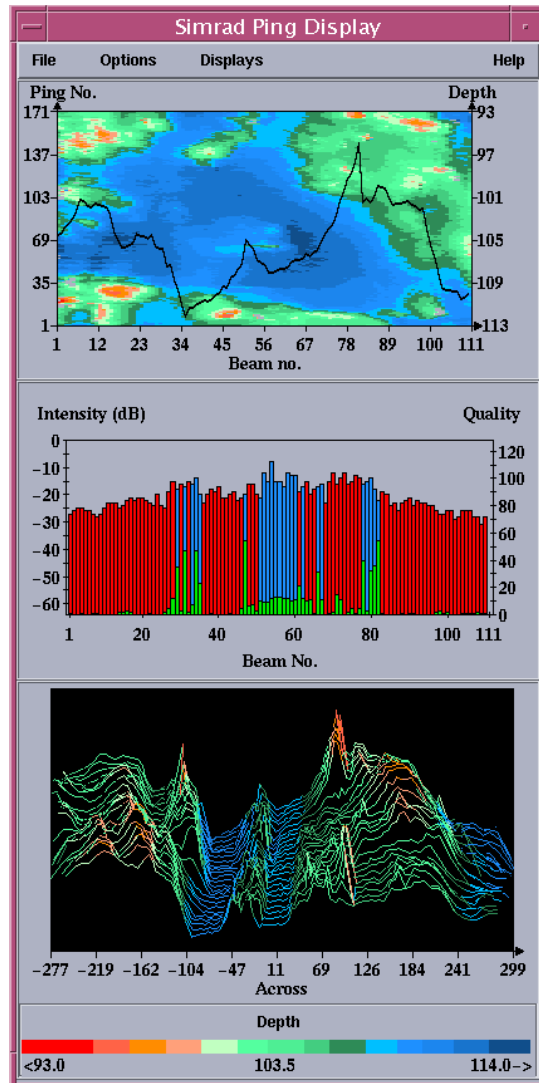 Simrad Ping Display
File Options Displays Help
Ping No. Depth
171 93
137 97
103 101
69 105
35 109
1 113
1 12 23 34 45 56 67 78 89 100 111
Beam no.
Intensity (dB) Quality
0 120
-10 100
-20 80
-30 60
-40 40
-50 20
-60 0
1 20 40 60 80 100 111
Beam No.
-277 -219 -162 -104 -47 11 69 126 184 241 299
Across
Depth
<93.0 103.5 114.0->